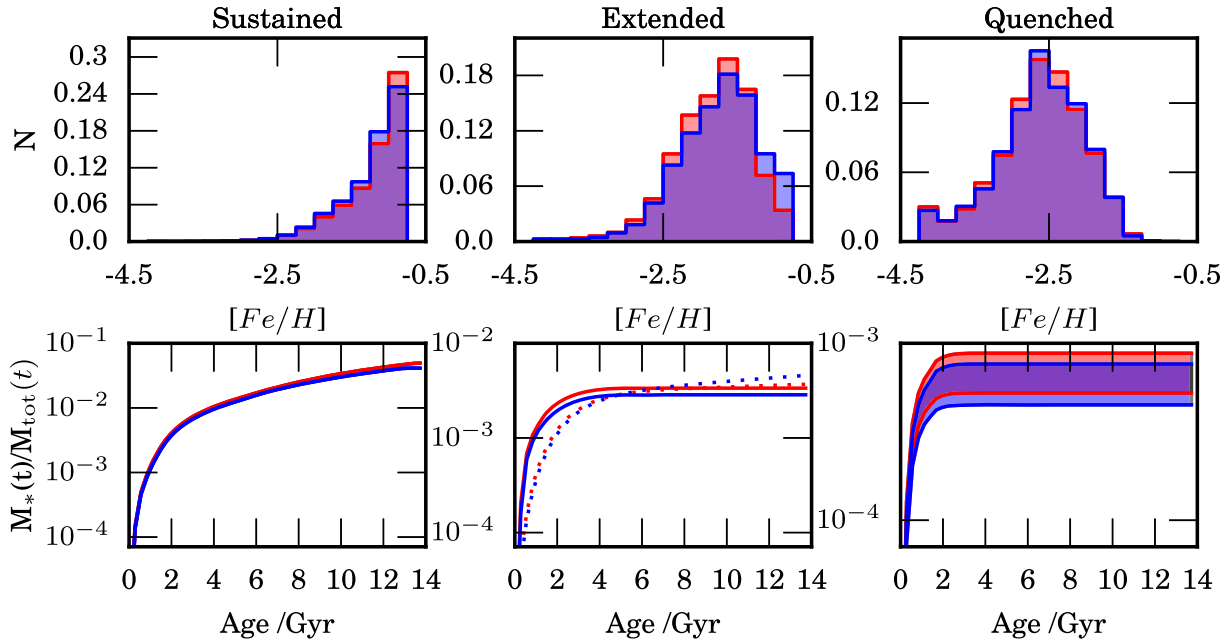 Sustained
Extended
Quenched
N
0.3
0.24
0.18
0.12
0.06
0.0
0.18
0.12
0.06
0.0
0.12
0.06
0.0
-4.5 -2.5 -0.5
-4.5 -2.5 -0.5
-4.5 -2.5 -0.5
[Fe/H]
[Fe/H]
[Fe/H]
M∗(t)/Mtot(t)
10⁻¹
10⁻²
10⁻³
10⁻⁴
10⁻²
10⁻³
10⁻⁴
10⁻³
10⁻⁴
0 2 4 6 8 10 12 14
0 2 4 6 8 10 12 14
0 2 4 6 8 10 12 14
Age /Gyr
Age /Gyr
Age /Gyr